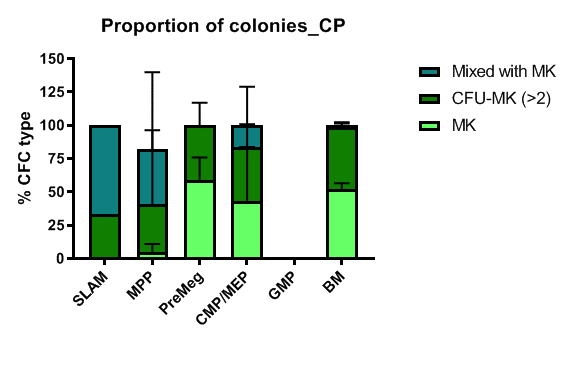 Proportion of colonies_CP
% CFC type
150
125
100
75
50
25
0
SLAM
MPP
PreMeg
CMP/MEP
GMP
BM
Mixed with MK
CFU-MK (>2)
MK